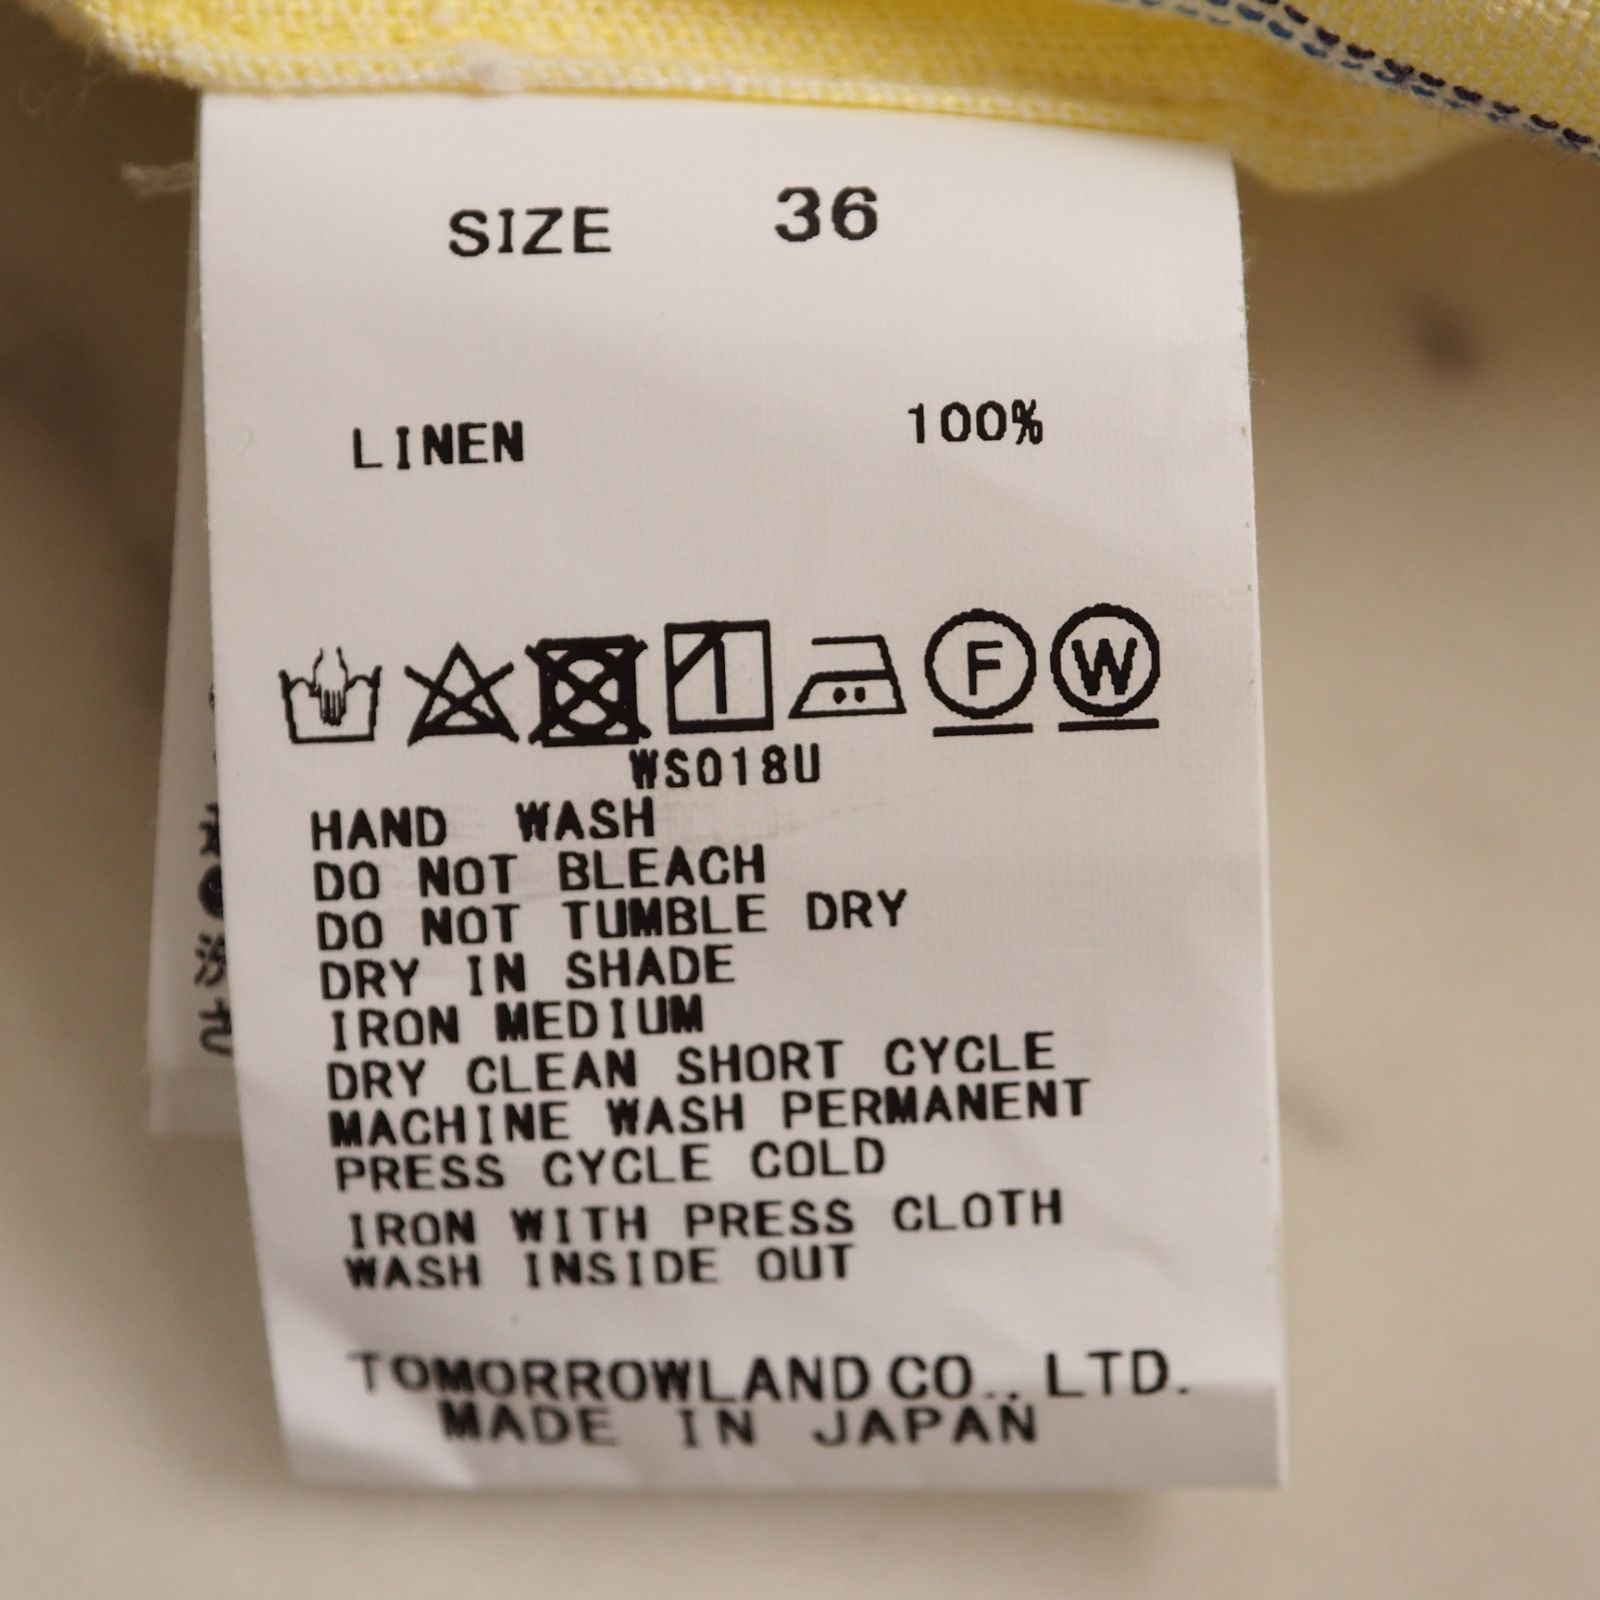 SIZE 36
LINEN 100%
F W
WS018U
HAND WASH
DO NOT BLEACH
DO NOT TUMBLE DRY
DRY IN SHADE
IRON MEDIUM
DRY CLEAN SHORT CYCLE
MACHINE WASH PERMANENT
PRESS CYCLE COLD
IRON WITH PRESS CLOTH
WASH INSIDE OUT
TOMORROWLAND CO., LTD.
MADE IN JAPAN